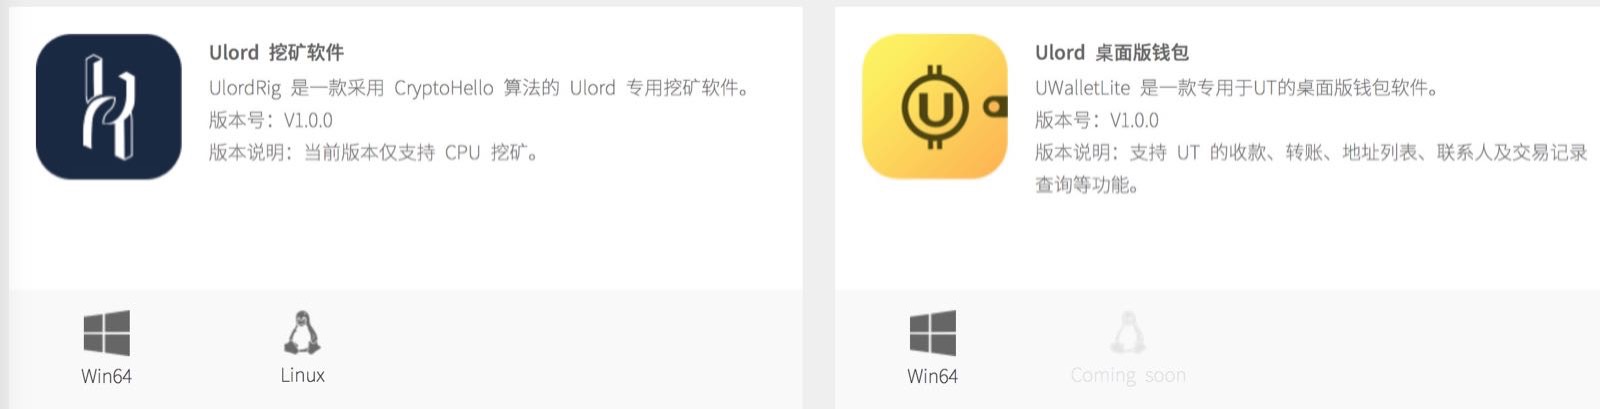 Ulord 挖矿软件
UlordRig 是一款采用 CryptoHello 算法的 Ulord 专用挖矿软件。
版本号：V1.0.0
版本说明：当前版本仅支持 CPU 挖矿。
Win64
Linux
Ulord 桌面版钱包
UWalletLite 是一款专用于UT的桌面版钱包软件。
版本号：V1.0.0
版本说明：支持 UT 的收款、转账、地址列表、联系人及交易记录
查询等功能。
U
Win64
Coming soon